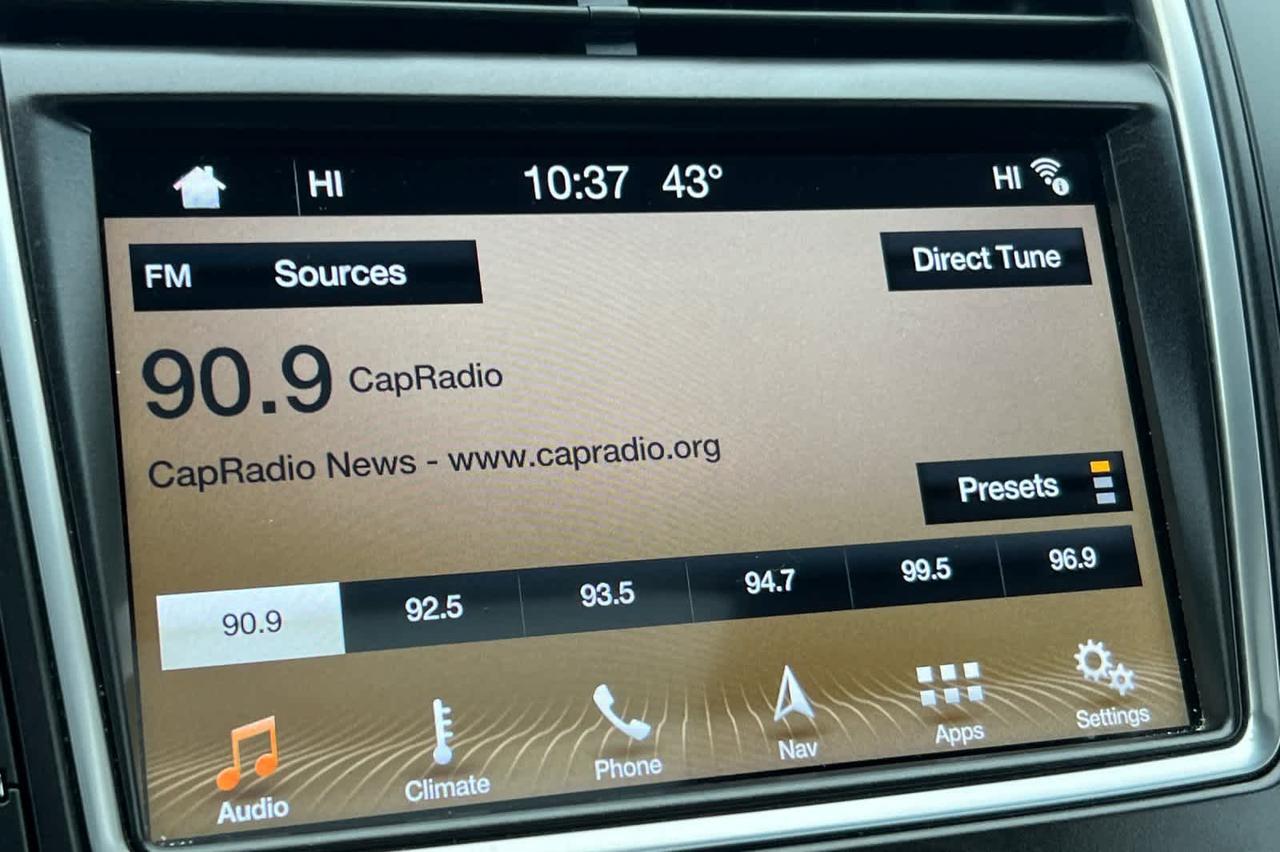 HI 10:37 43° HI
FM Sources Direct Tune
90.9 CapRadio
CapRadio News - www.capradio.org
Presets
90.9 92.5 93.5 94.7 99.5 96.9
Audio Climate Phone Nav Apps Settings